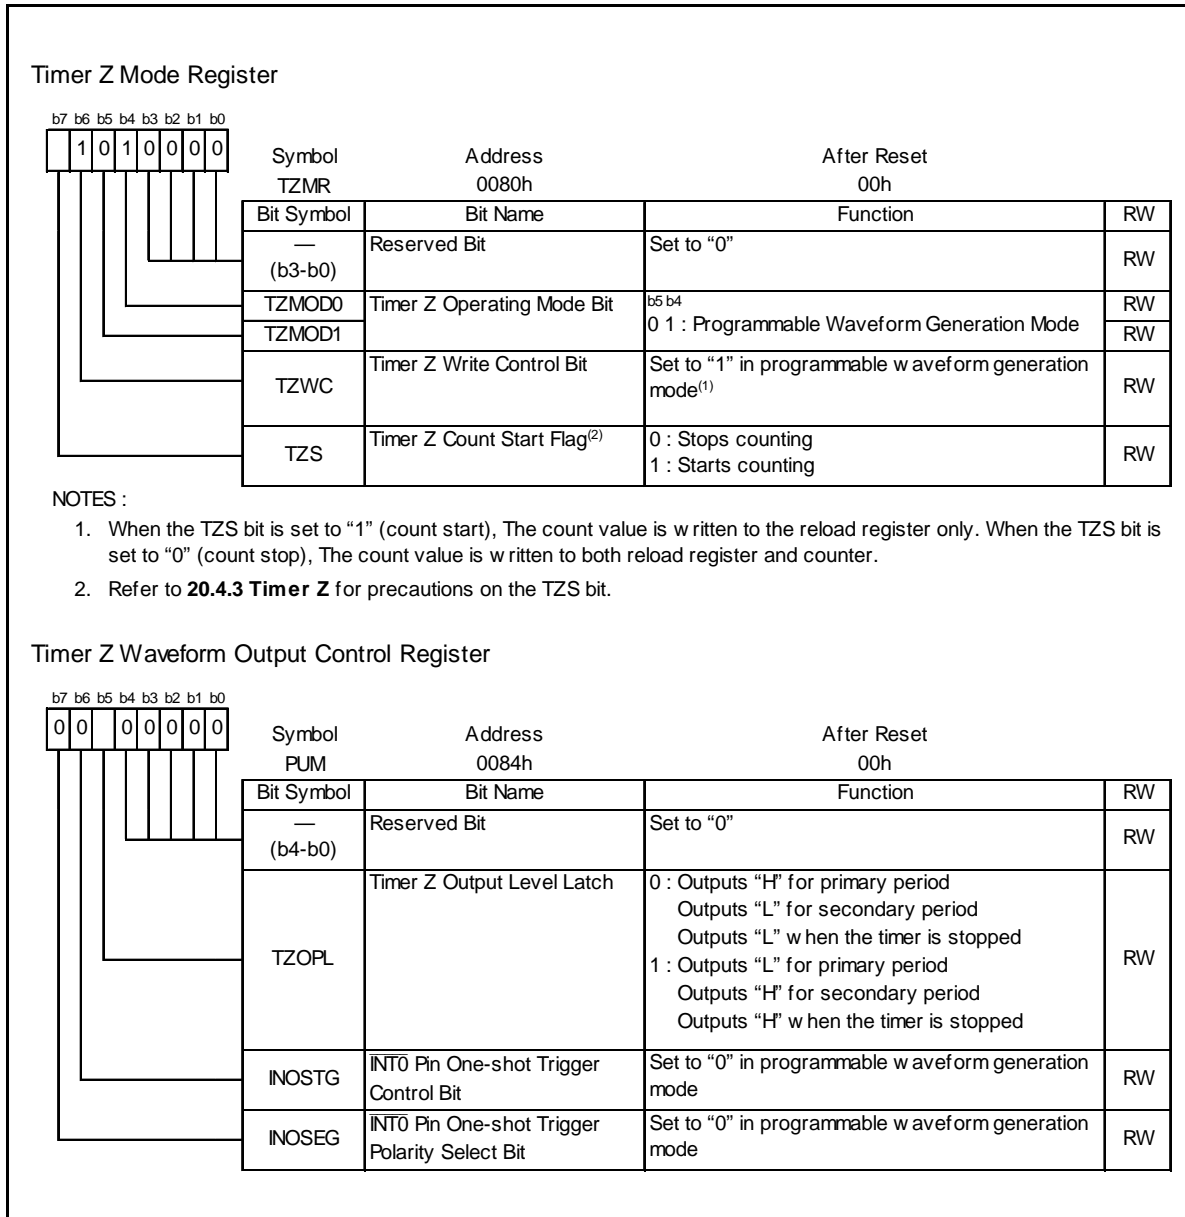 Timer Z Mode Register
b7 b6 b5 b4 b3 b2 b1 b0
1 0 1 0 0 0 0
Symbol Address After Reset
TZMR 0080h 00h
Bit Symbol Bit Name Function RW
— (b3-b0) Reserved Bit Set to “0” RW
TZMOD0 Timer Z Operating Mode Bit b5 b4 RW
TZMOD1 0 1 : Programmable Waveform Generation Mode RW
TZWC Timer Z Write Control Bit Set to “1” in programmable waveform generation
mode(1) RW
TZS Timer Z Count Start Flag(2) 0 : Stops counting
1 : Starts counting RW
NOTES :
1. When the TZS bit is set to “1” (count start), The count value is written to the reload register only. When the TZS bit is
set to “0” (count stop), The count value is written to both reload register and counter.
2. Refer to 20.4.3 Timer Z for precautions on the TZS bit.
Timer Z Waveform Output Control Register
b7 b6 b5 b4 b3 b2 b1 b0
0 0 0 0 0 0 0
Symbol Address After Reset
PUM 0084h 00h
Bit Symbol Bit Name Function RW
— (b4-b0) Reserved Bit Set to “0” RW
TZOPL Timer Z Output Level Latch 0 : Outputs “H” for primary period
Outputs “L” for secondary period
Outputs “L” when the timer is stopped
1 : Outputs “L” for primary period
Outputs “H” for secondary period
Outputs “H” when the timer is stopped RW
INOSTG INT0 Pin One-shot Trigger
Control Bit Set to “0” in programmable waveform generation
mode RW
INOSEG INT0 Pin One-shot Trigger
Polarity Select Bit Set to “0” in programmable waveform generation
mode RW